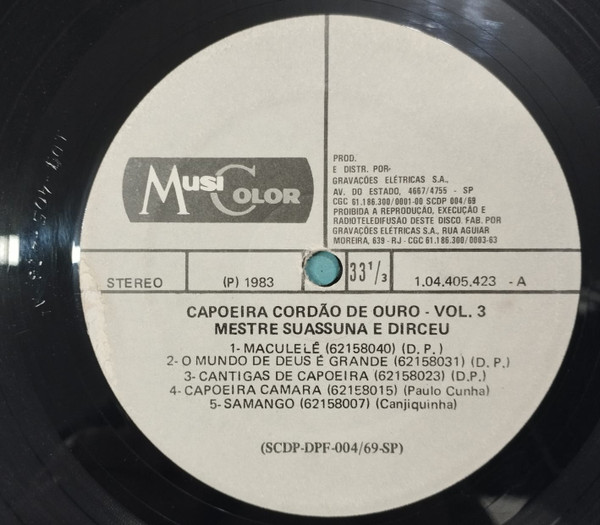 MUSICOLOR
PROD.
E DISTR. POR-
GRAVACÕES ELÉTRICAS S.A.,
AV. DO ESTADO, 4667/4755 - SP
CGC 61.186.300/0001-00 SCDP 004/69
PROIBIDA A REPRODUÇÃO, EXECUÇÃO E
RADIOTELEDIFUSÃO DESTE DISCO. FAB. POR
GRAVACÕES ELÉTRICAS S.A., RUA AGUIAR
MOREIRA, 639 - RJ - CGC 61.186.300/0003-63
STEREO (P) 1983 33 1/3 1.04.405.423 - A
CAPOEIRA CORDÃO DE OURO - VOL. 3
MESTRE SUASSUNA E DIRCEU
1- MACULELÊ (62158040) (D. P.)
2- O MUNDO DE DEUS É GRANDE (62158031) (D. P.)
3- CANTIGAS DE CAPOEIRA (62158023) (D.P.)
4- CAPOEIRA CAMARA (62158015) (Paulo Cunha)
5- SAMANGO (62158007) (Canjiquinha)
(SCDP-DPF-004/69-SP)